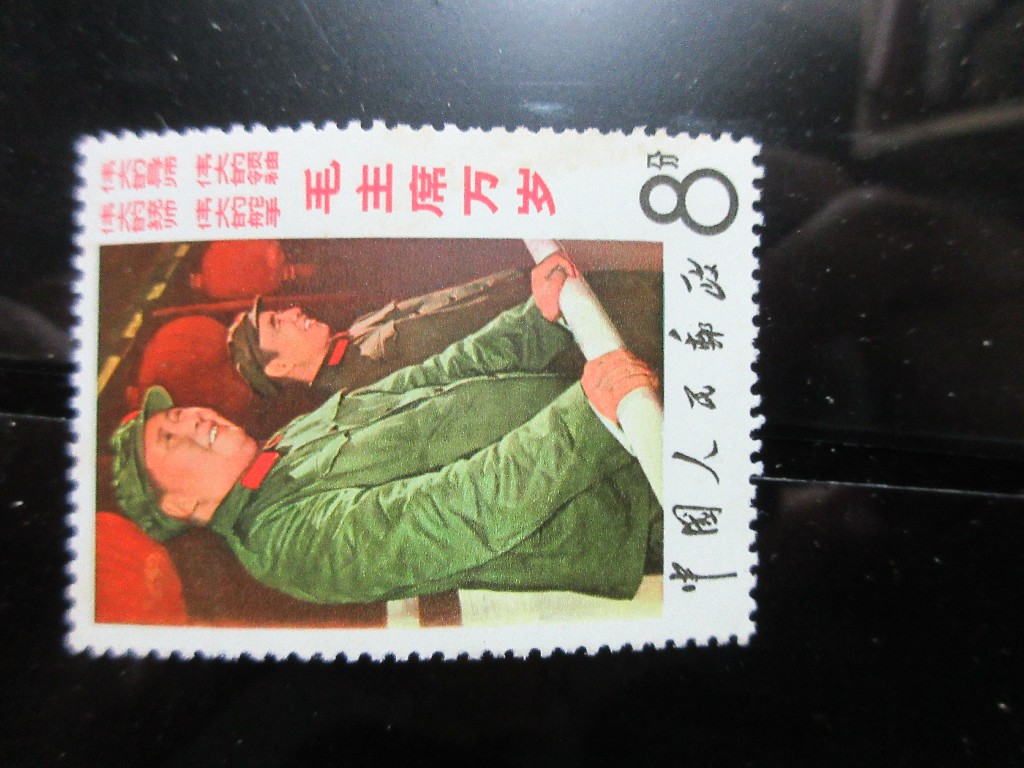 伟大的导师
伟大的领袖
伟大的统帅
伟大的舵手
毛主席万岁
8分
中国人民邮政